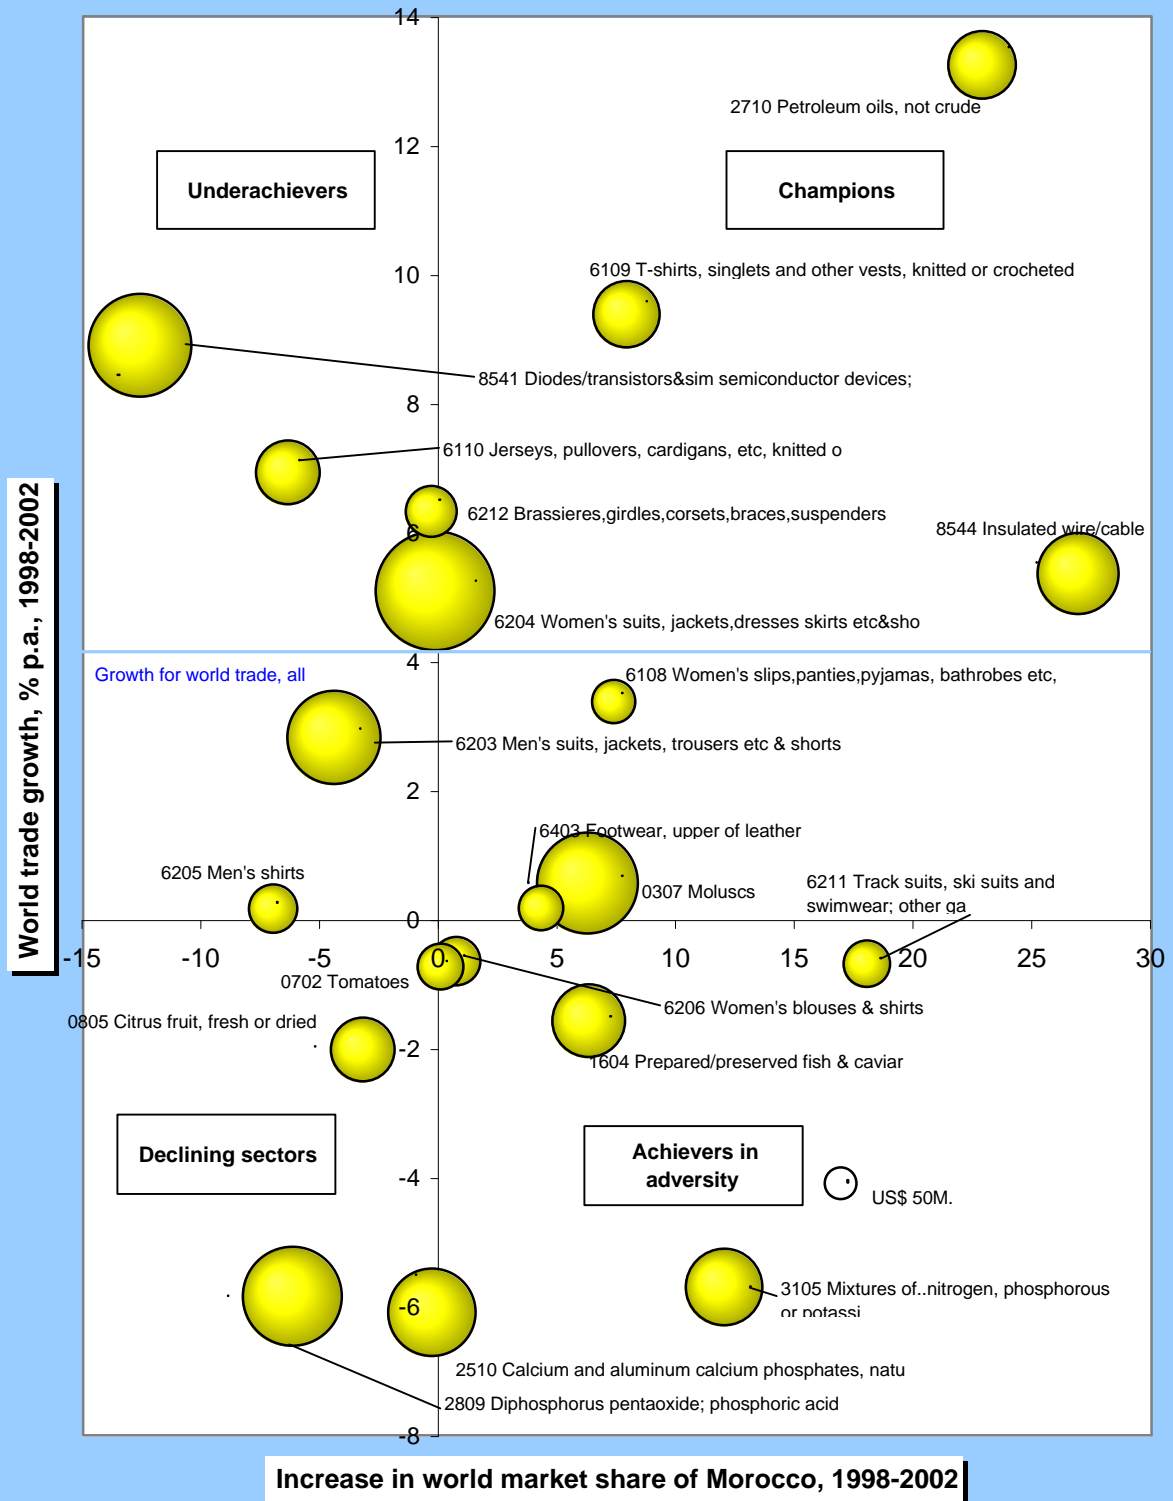 14
2710 Petroleum oils, not crude
12
Underachievers
Champions
6109 T-shirts, singlets and other vests, knitted or crocheted
10
8541 Diodes/transistors&sim semiconductor devices;
8
6110 Jerseys, pullovers, cardigans, etc, knitted o
6212 Brassieres,girdles,corsets,braces,suspenders
6
8544 Insulated wire/cable
6204 Women's suits, jackets,dresses skirts etc&sho
World trade growth, % p.a., 1998-2002
4
Growth for world trade, all
6108 Women's slips,panties,pyjamas, bathrobes etc,
6203 Men's suits, jackets, trousers etc & shorts
2
6403 Footwear, upper of leather
6205 Men's shirts
0307 Moluscs
6211 Track suits, ski suits and
swimwear; other ga
0
-15 -10 -5 0 5 10 15 20 25 30
0702 Tomatoes
6206 Women's blouses & shirts
0805 Citrus fruit, fresh or dried
-2
1604 Prepared/preserved fish & caviar
Declining sectors
Achievers in
adversity
-4
US$ 50M.
3105 Mixtures of..nitrogen, phosphorous
or potassi
-6
2510 Calcium and aluminum calcium phosphates, natu
2809 Diphosphorus pentaoxide; phosphoric acid
-8
Increase in world market share of Morocco, 1998-2002